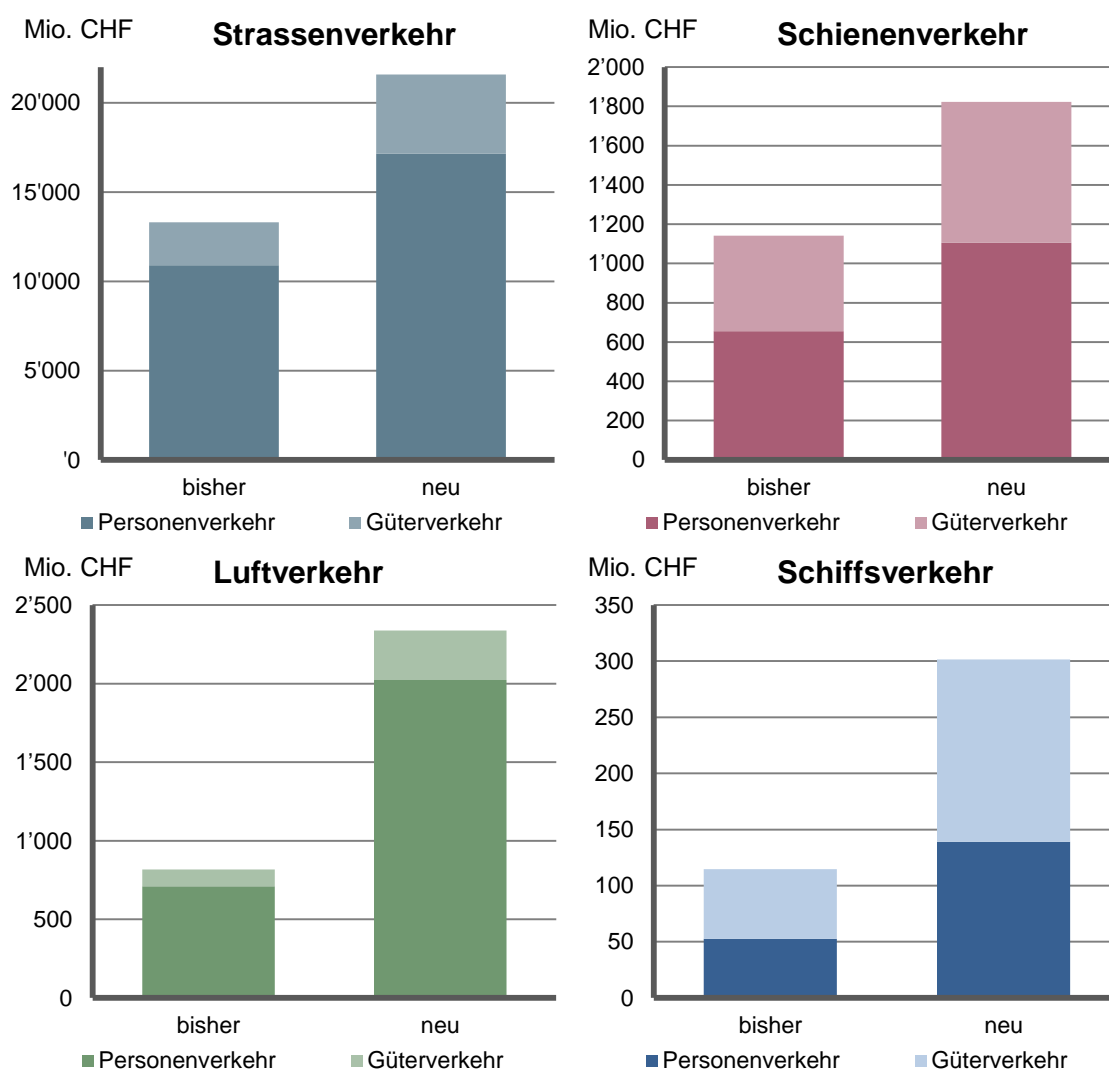 Mio. CHF
Strassenverkehr
20'000
15'000
10'000
5'000
'0
bisher
neu
Personenverkehr
Güterverkehr
Mio. CHF
Schienenverkehr
2’000
1’800
1’600
1’400
1’200
1’000
800
600
400
200
0
bisher
neu
Personenverkehr
Güterverkehr
Mio. CHF
Luftverkehr
2’500
2’000
1’500
1’000
500
0
bisher
neu
Personenverkehr
Güterverkehr
Mio. CHF
Schiffsverkehr
350
300
250
200
150
100
50
0
bisher
neu
Personenverkehr
Güterverkehr